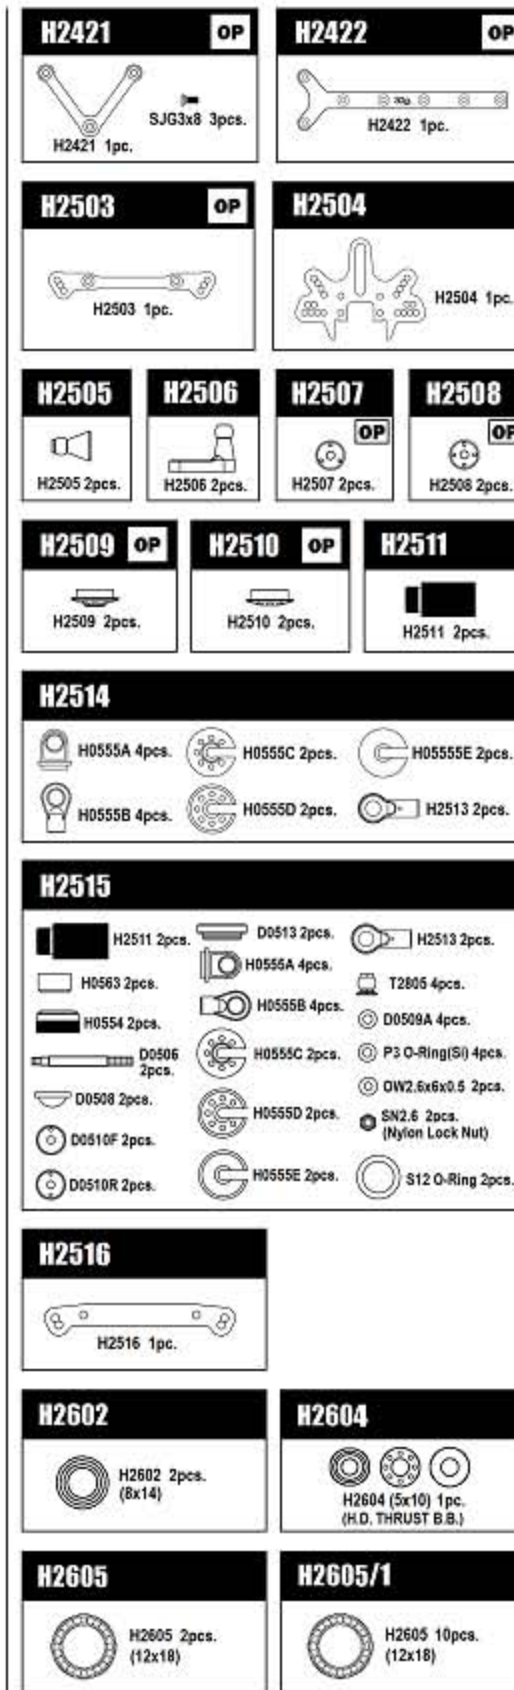 H2421 OP
SJG3x8 3pcs.
H2421 1pc.
H2422 OP
H2422 1pc.
H2503 OP
H2503 1pc.
H2504
H2504 1pc.
H2505
H2505 2pcs.
H2506
H2506 2pcs.
H2507
OP
H2507 2pcs.
H2508
OP
H2508 2pcs.
H2509 OP
H2509 2pcs.
H2510 OP
H2510 2pcs.
H2511
H2511 2pcs.
H2514
H0555A 4pcs.
H0555C 2pcs.
H05555E 2pcs.
H0555B 4pcs.
H0555D 2pcs.
H2513 2pcs.
H2515
H2511 2pcs.
H0563 2pcs.
H0554 2pcs.
D0506
2pcs.
D0508 2pcs.
D0510F 2pcs.
D0510R 2pcs.
D0513 2pcs.
H0555A 4pcs.
H0555B 4pcs.
H0555C 2pcs.
H0555D 2pcs.
H0555E 2pcs.
H2513 2pcs.
T2805 4pcs.
D0509A 4pcs.
P3 O-Ring(Si) 4pcs.
OW2.6x6x0.5 2pcs.
SN2.6 2pcs.
(Nylon Lock Nut)
S12 O-Ring 2pcs.
H2516
H2516 1pc.
H2602
H2602 2pcs.
(8x14)
H2604
H2604 (5x10) 1pc.
(H.D. THRUST B.B.)
H2605
H2605 2pcs.
(12x18)
H2605/1
H2605 10pcs.
(12x18)